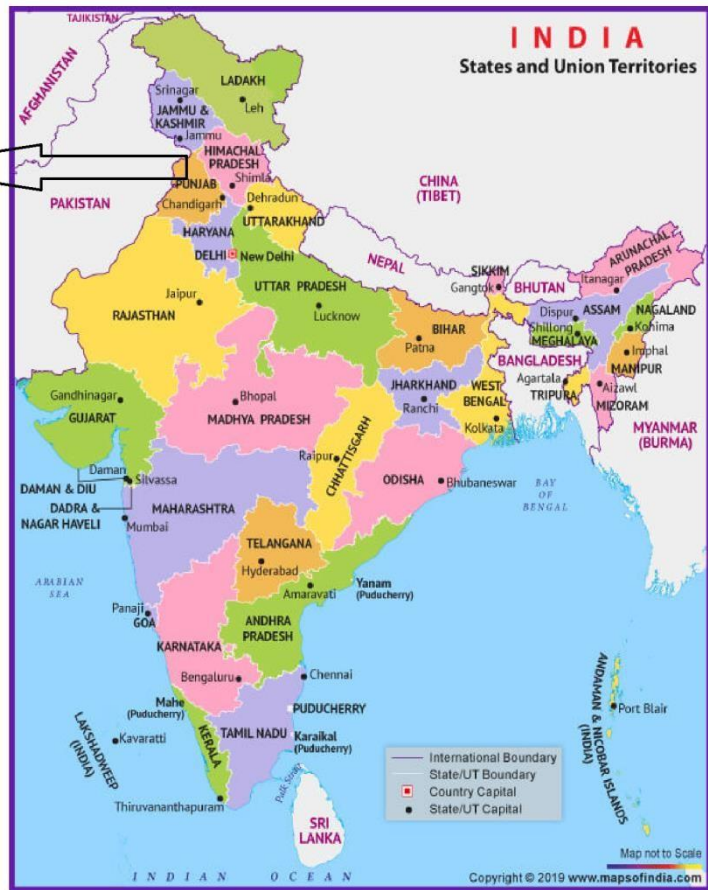 INDIA
States and Union Territories
TAJIKISTAN
AFGHANISTAN
PAKISTAN
CHINA
(TIBET)
NEPAL
BHUTAN
BANGLADESH
MYANMAR
(BURMA)
SRI
LANKA
LADAKH
Leh
Srinagar
JAMMU &
KASHMIR
Jammu
HIMACHAL
PRADESH
Shimla
PUNJAB
Chandigarh
Dehradun
UTTARAKHAND
HARYANA
DELHI
New Delhi
UTTAR PRADESH
Lucknow
Jaipur
RAJASTHAN
SIKKIM
Gangtok
ARUNACHAL
PRADESH
Itanagar
Dispur
ASSAM
NAGALAND
Kohima
Shillong
MEGHALAYA
Imphal
MANIPUR
Agartala
TRIPURA
Aizawl
MIZORAM
BIHAR
Patna
JHARKHAND
Ranchi
WEST
BENGAL
Kolkata
Gandhinagar
GUJARAT
Bhopal
MADHYA PRADESH
CHHATTISGARH
Raipur
ODISHA
Bhubaneswar
BAY
OF
BENGAL
Daman
Silvassa
DAMAN & DIU
DADRA &
NAGAR HAVELI
MAHARASHTRA
Mumbai
TELANGANA
Hyderabad
Amaravati
Yanam
(Puducherry)
ARABIAN
SEA
Panaji
GOA
KARNATAKA
ANDHRA
PRADESH
Bengaluru
Chennai
Mahe
(Puducherry)
PUDUCHERRY
TAMIL NADU
Karaikal
(Puducherry)
KERALA
LAKSHADWEEP
(INDIA)
Kavaratti
Thiruvananthapuram
Palk Strait
ANDAMAN & NICOBAR ISLANDS
(INDIA)
Port Blair
International Boundary
State/UT Boundary
Country Capital
State/UT Capital
INDIAN OCEAN
Map not to Scale
Copyright © 2019 www.mapsofindia.com